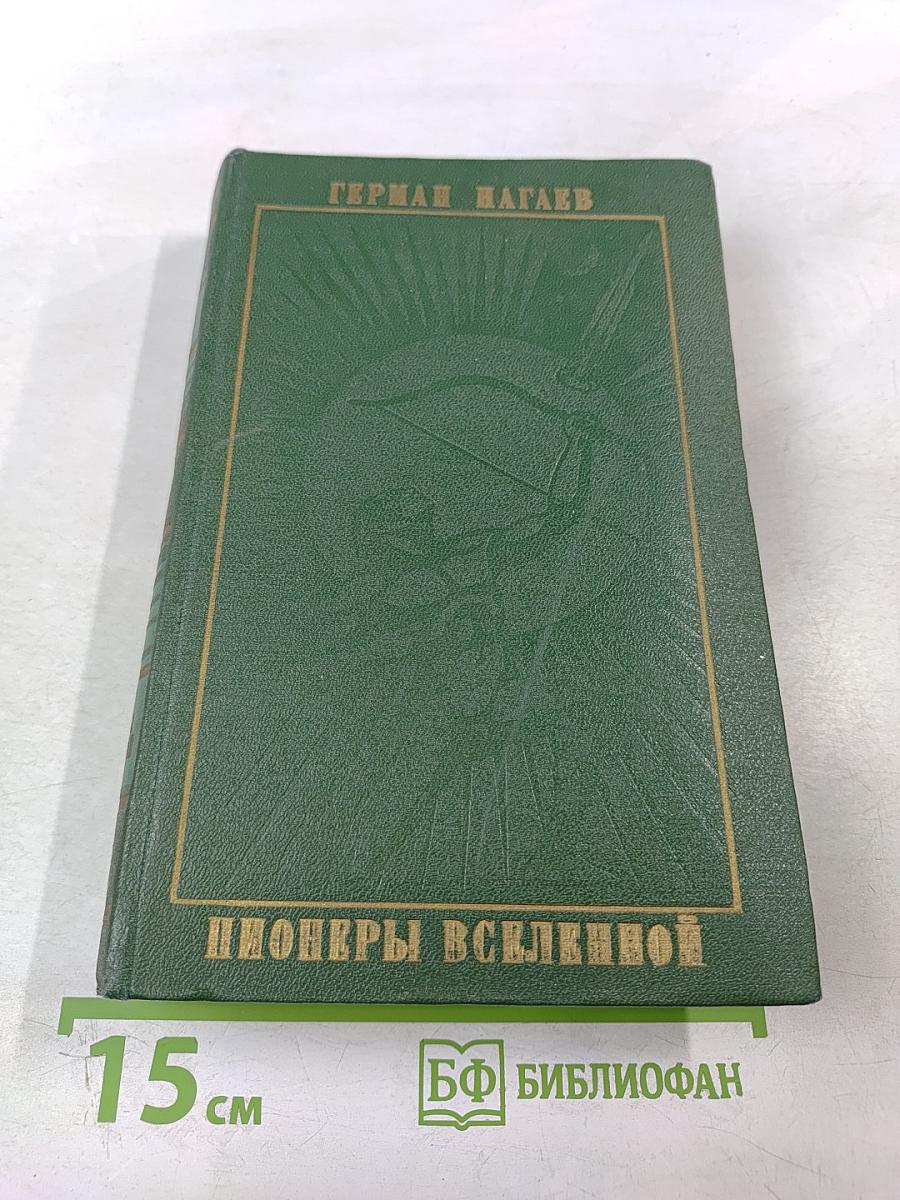 ГЕРМАН НАГАЕВ
ПИОНЕРЫ ВСЕЛЕННОЙ
15 см
БФ БИБЛИОФАН